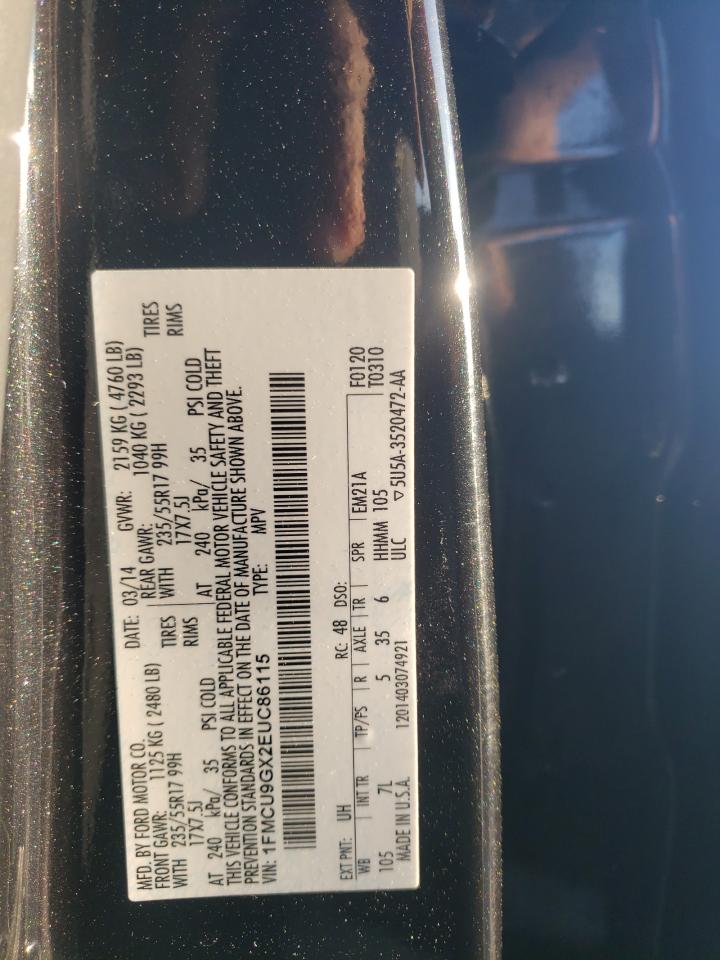 MFD. BY FORD MOTOR CO.
DATE: 03/14 GVWR: 2159 KG ( 4760 LB)
FRONT GAWR: 1125 KG ( 2480 LB) REAR GAWR: 1040 KG ( 2293 LB)
WITH 235/55R17 99H TIRES WITH 235/55R17 99H TIRES
17X7.5J RIMS 17X7.5J RIMS
AT 240 kPa/ 35 PSI COLD AT 240 kPa/ 35 PSI COLD
THIS VEHICLE CONFORMS TO ALL APPLICABLE FEDERAL MOTOR VEHICLE SAFETY AND THEFT
PREVENTION STANDARDS IN EFFECT ON THE DATE OF MANUFACTURE SHOWN ABOVE.
VIN: 1FMCU9GX2EUC86115 TYPE: MPV
EXT PNT: UH RC: 48 DSO: F0120
WB INT TR TP/PS R AXLE TR SPR EM21A T0310
105 7L 5 35 6 HHMM 105
MADE IN U.S.A. 1201403074921 ULC ▽5U5A-3520472-AA